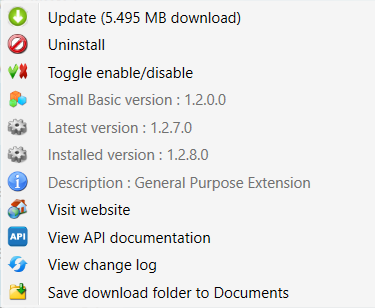 Update (5.495 MB download)
Uninstall
Toggle enable/disable
Small Basic version : 1.2.0.0
Latest version : 1.2.7.0
Installed version : 1.2.8.0
Description : General Purpose Extension
Visit website
API View API documentation
View change log
Save download folder to Documents